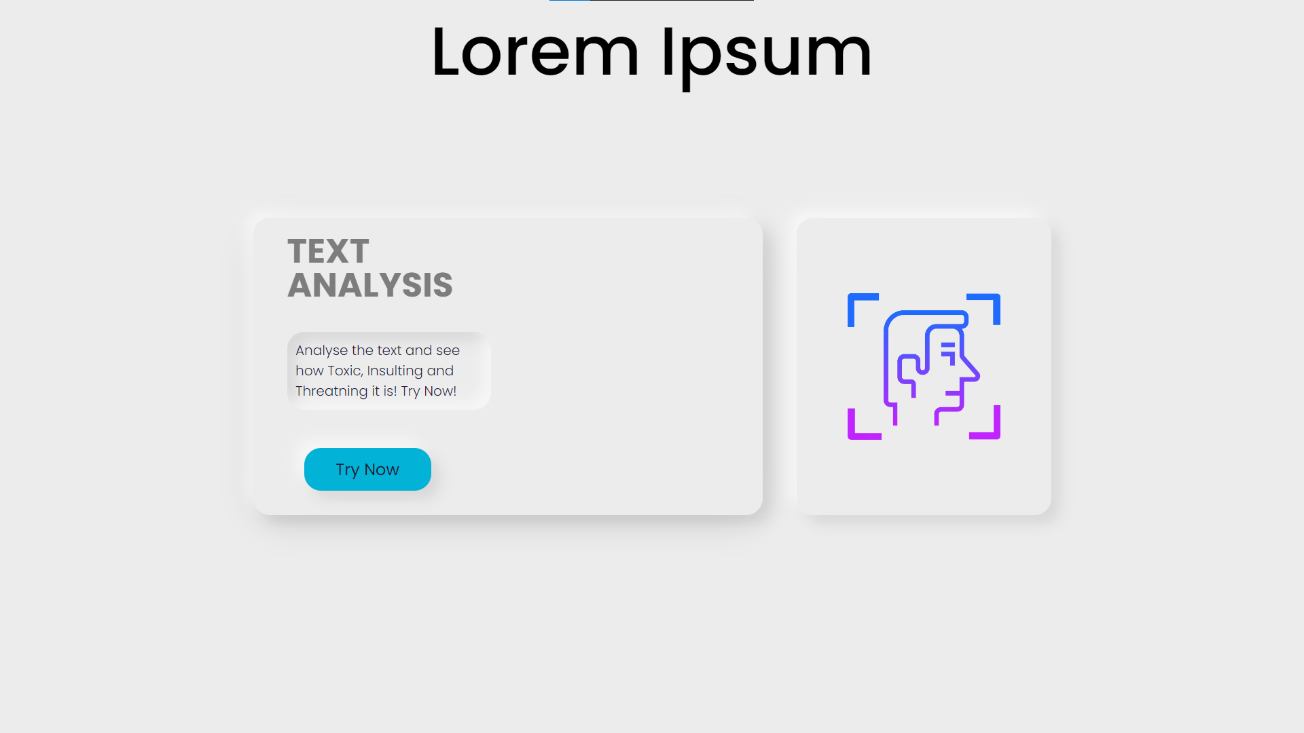 Lorem Ipsum
TEXT
ANALYSIS
Analyse the text and see
how Toxic, Insulting and
Threatning it is! Try Now!
Try Now